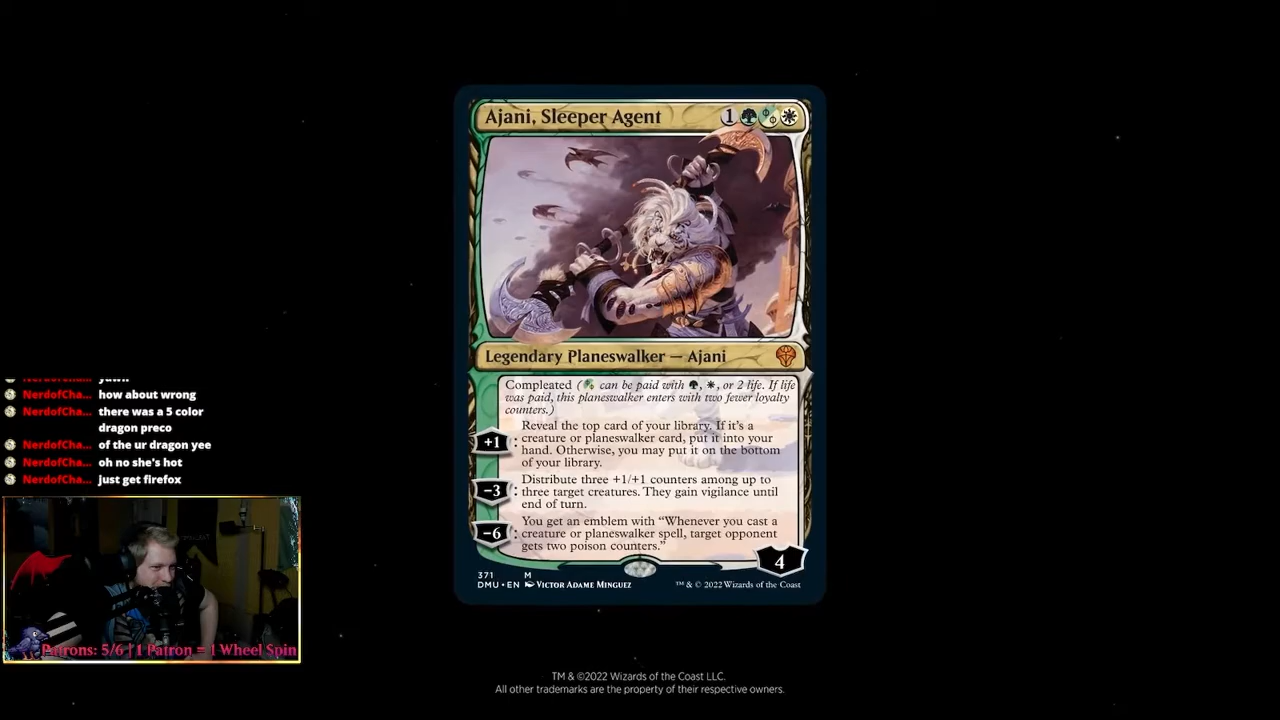 Ajani, Sleeper Agent
1
Legendary Planeswalker — Ajani
Compleated ( can be paid with , , or 2 life. If life
was paid, this planeswalker enters with two fewer loyalty
counters.)
+1: Reveal the top card of your library. If it's a
creature or planeswalker card, put it into your
hand. Otherwise, you may put it on the bottom
of your library.
−3: Distribute three +1/+1 counters among up to
three target creatures. They gain vigilance until
end of turn.
−6: You get an emblem with “Whenever you cast a
creature or planeswalker spell, target opponent
gets two poison counters.”
4
371 M
DMU • EN VICTOR ADAME MINGUEZ
™ & © 2022 Wizards of the Coast
NerdofCha... yawn
NerdofCha... how about wrong
NerdofCha... there was a 5 color
dragon preco
NerdofCha... of the ur dragon yee
NerdofCha... oh no she's hot
NerdofCha... just get firefox
Patrons: 5/6 | 1 Patron = 1 Wheel Spin
TM & ©2022 Wizards of the Coast LLC.
All other trademarks are the property of their respective owners.